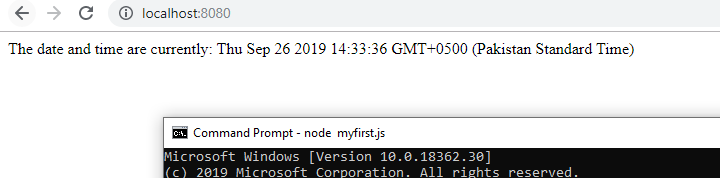 localhost:8080
The date and time are currently: Thu Sep 26 2019 14:33:36 GMT+0500 (Pakistan Standard Time)
Command Prompt - node  myfirst.js
Microsoft Windows [Version 10.0.18362.30]
(c) 2019 Microsoft Corporation. All rights reserved.